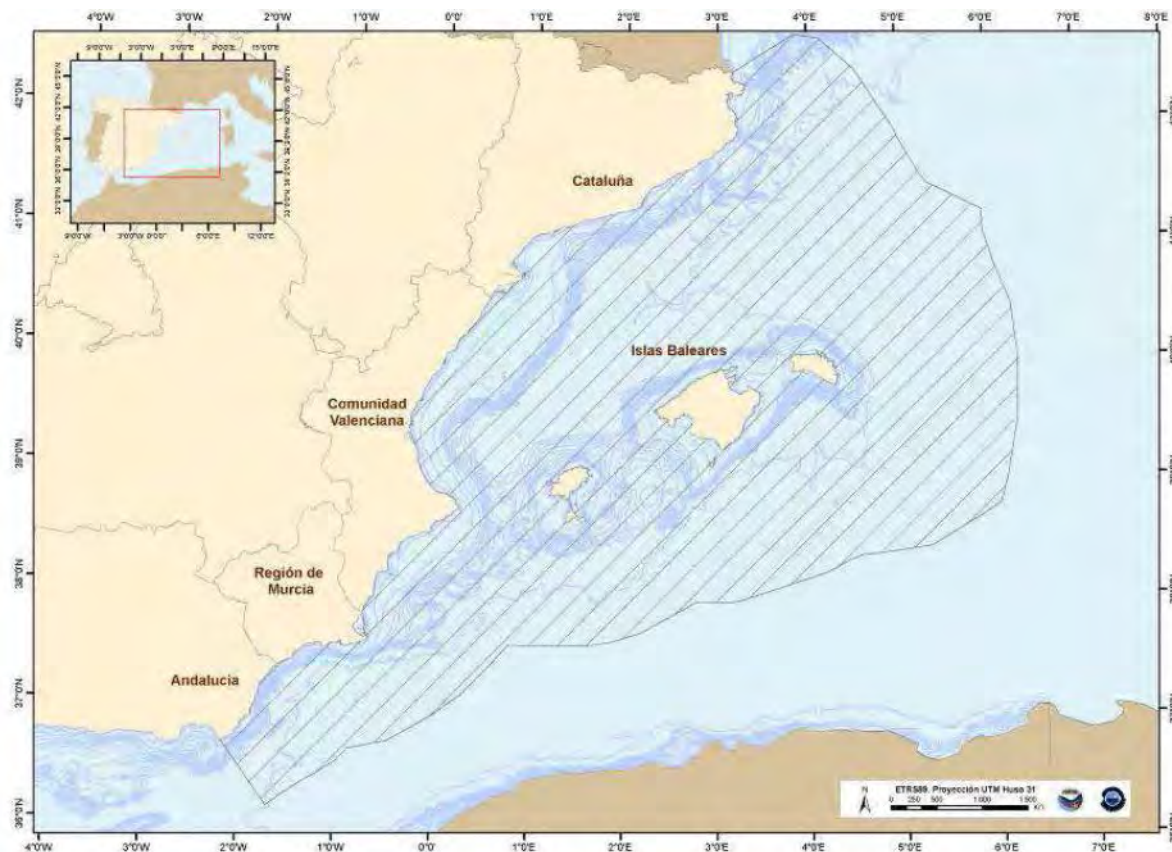 4°0'W 3°0'W 2°0'W 1°0'W 0°0' 1°0'E 2°0'E 3°0'E 4°0'E 5°0'E 6°0'E 7°0'E 8°0'E
42°0'N
Cataluña
41°0'N
40°0'N
Islas Baleares
Comunidad
Valenciana
39°0'N
38°0'N
Región de
Murcia
Andalucía
37°0'N
ETRS89. Proyección UTM Huso 31
N
0 250 500 1.000 1.500
Km
36°0'N
4°0'W 3°0'W 2°0'W 1°0'W 0°0' 1°0'E 2°0'E 3°0'E 4°0'E 5°0'E 6°0'E 7°0'E